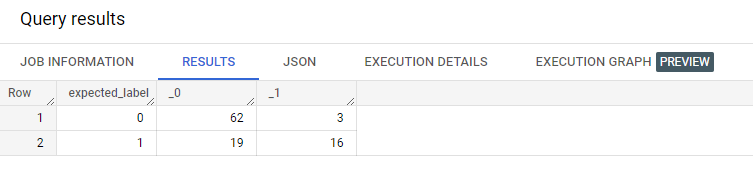 Query results
JOB INFORMATION RESULTS JSON EXECUTION DETAILS EXECUTION GRAPH PREVIEW
Row expected_label _0 _1
1 0 62 3
2 1 19 16